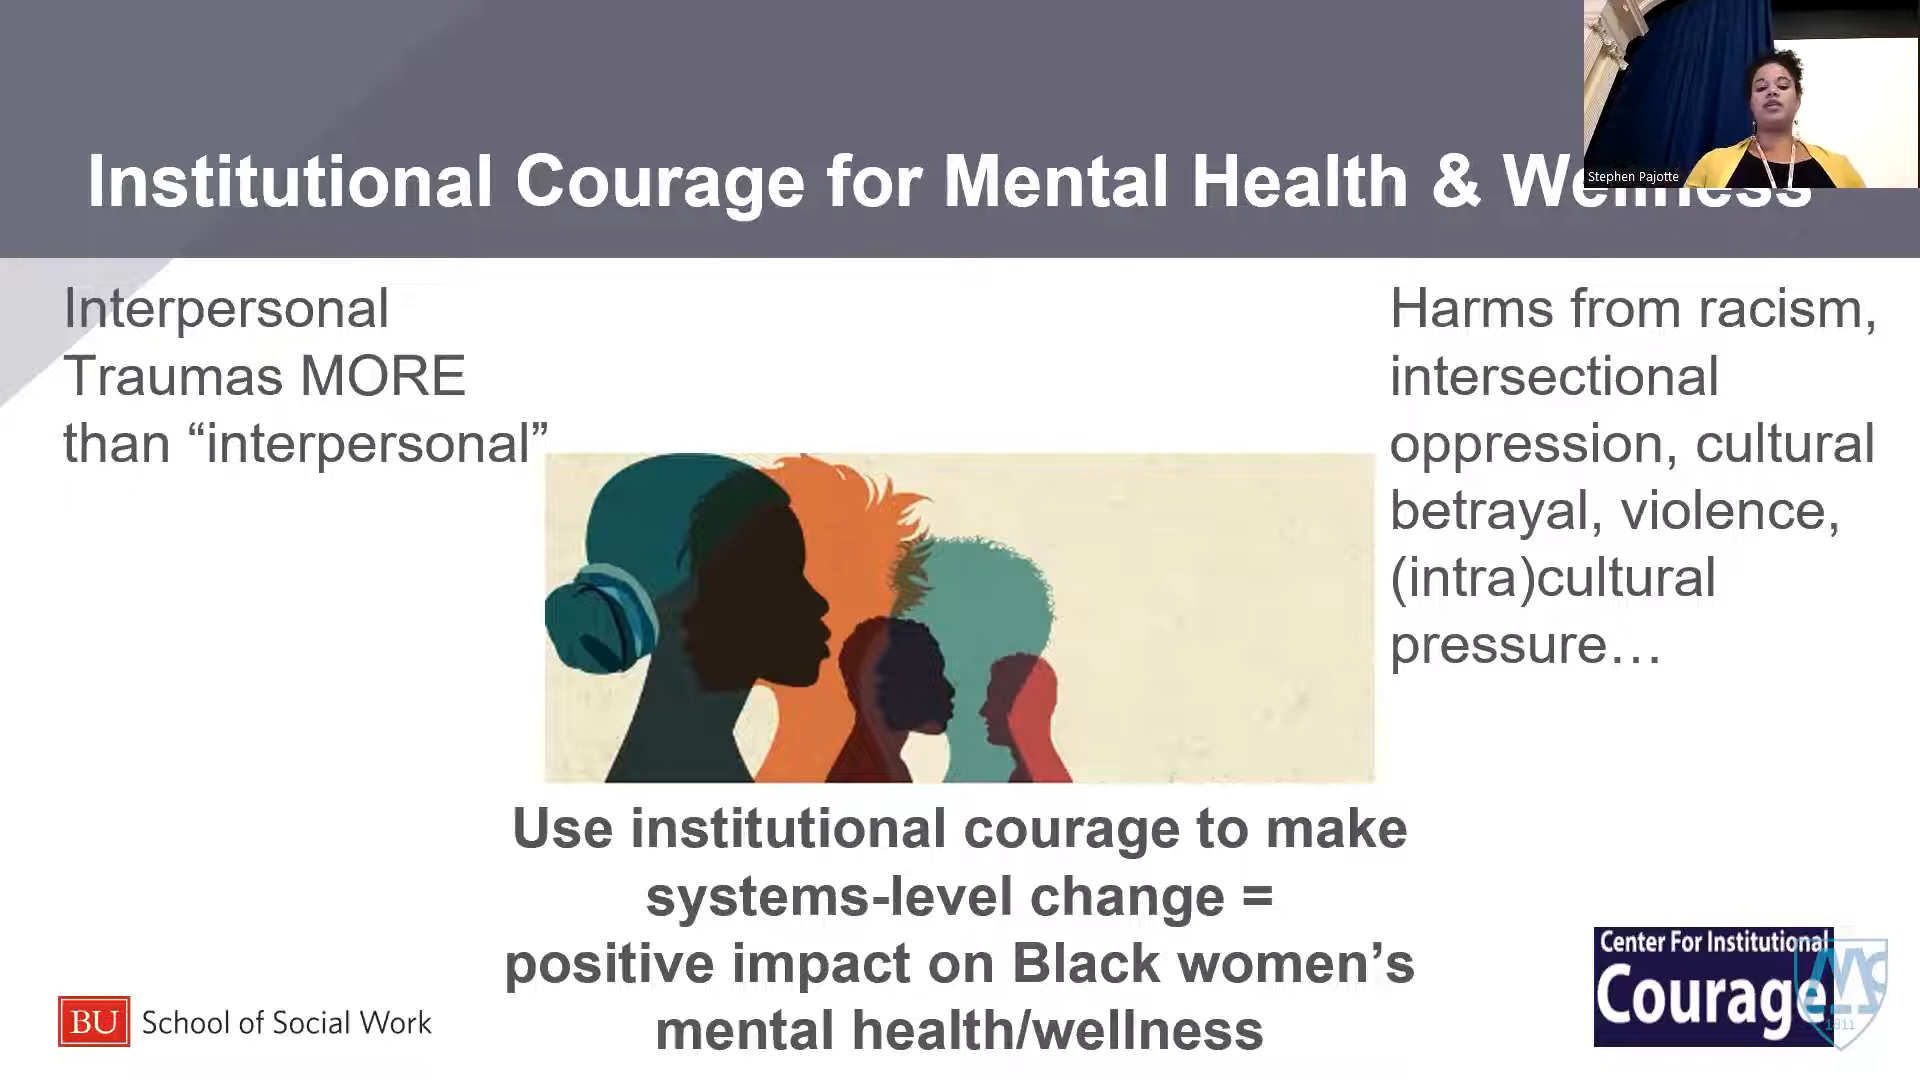 Stephen Pajotte
Institutional Courage for Mental Health & Wellness
Interpersonal
Traumas MORE
than “interpersonal”
Harms from racism,
intersectional
oppression, cultural
betrayal, violence,
(intra)cultural
pressure…
Use institutional courage to make
systems-level change =
positive impact on Black women’s
mental health/wellness
BU School of Social Work
Center For Institutional
Courage
MS
1811